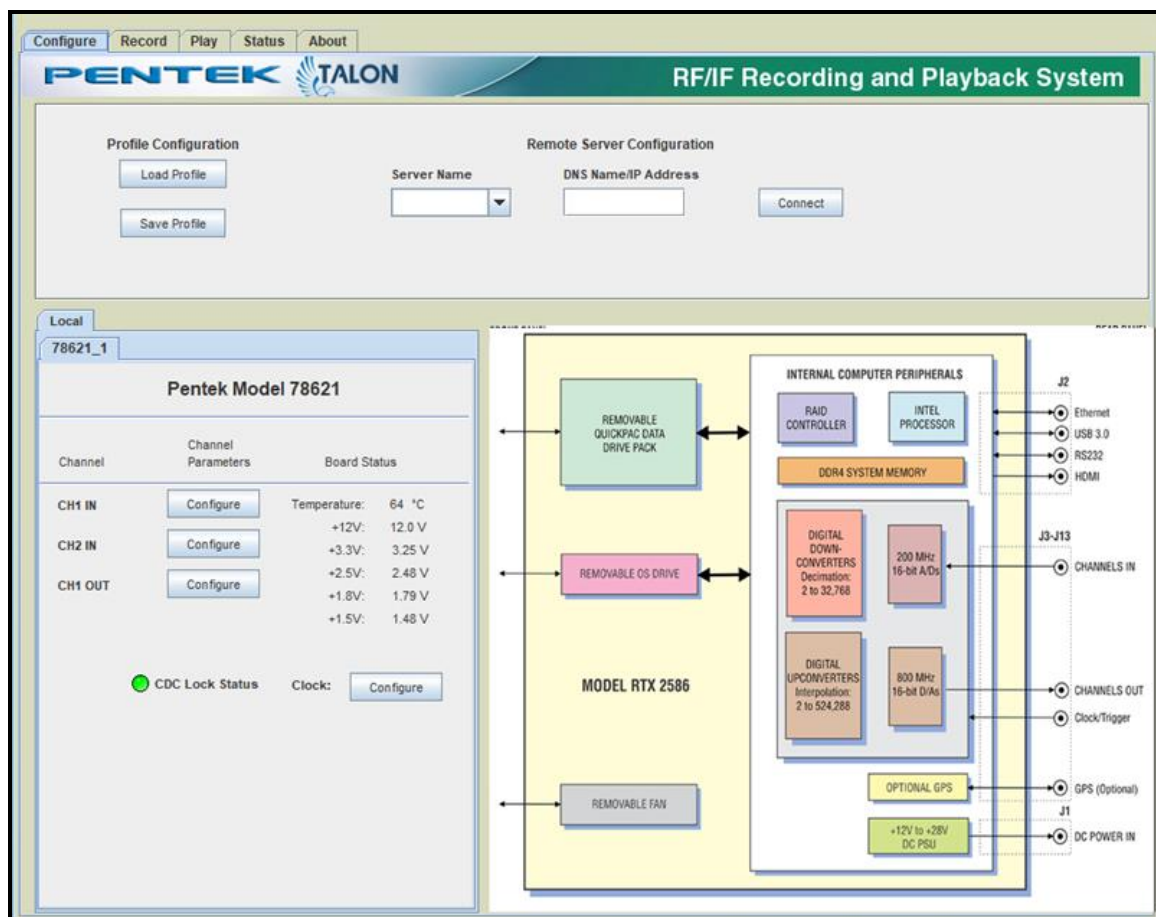 Configure Record Play Status About
PENTEK TALON RF/IF Recording and Playback System
Profile Configuration
Load Profile
Save Profile
Remote Server Configuration
Server Name DNS Name/IP Address
Connect
Local
78621_1
Pentek Model 78621
Channel Channel Parameters Board Status
CH1 IN Configure
CH2 IN Configure
CH1 OUT Configure
Temperature: 64 °C
+12V: 12.0 V
+3.3V: 3.25 V
+2.5V: 2.48 V
+1.8V: 1.79 V
+1.5V: 1.48 V
CDC Lock Status Clock: Configure
REMOVABLE
QUICKPAC DATA
DRIVE PACK
REMOVABLE OS DRIVE
MODEL RTX 2586
REMOVABLE FAN
INTERNAL COMPUTER PERIPHERALS
RAID
CONTROLLER
INTEL
PROCESSOR
DDR4 SYSTEM MEMORY
DIGITAL
DOWN-
CONVERTERS
Decimation:
2 to 32,768
200 MHz
16-bit A/Ds
DIGITAL
UPCONVERTERS
Interpolation:
2 to 524,288
800 MHz
16-bit D/As
OPTIONAL GPS
+12V to +28V
DC PSU
J2
Ethernet
USB 3.0
RS232
HDMI
J3-J13
CHANNELS IN
CHANNELS OUT
Clock/Trigger
GPS (Optional)
J1
DC POWER IN